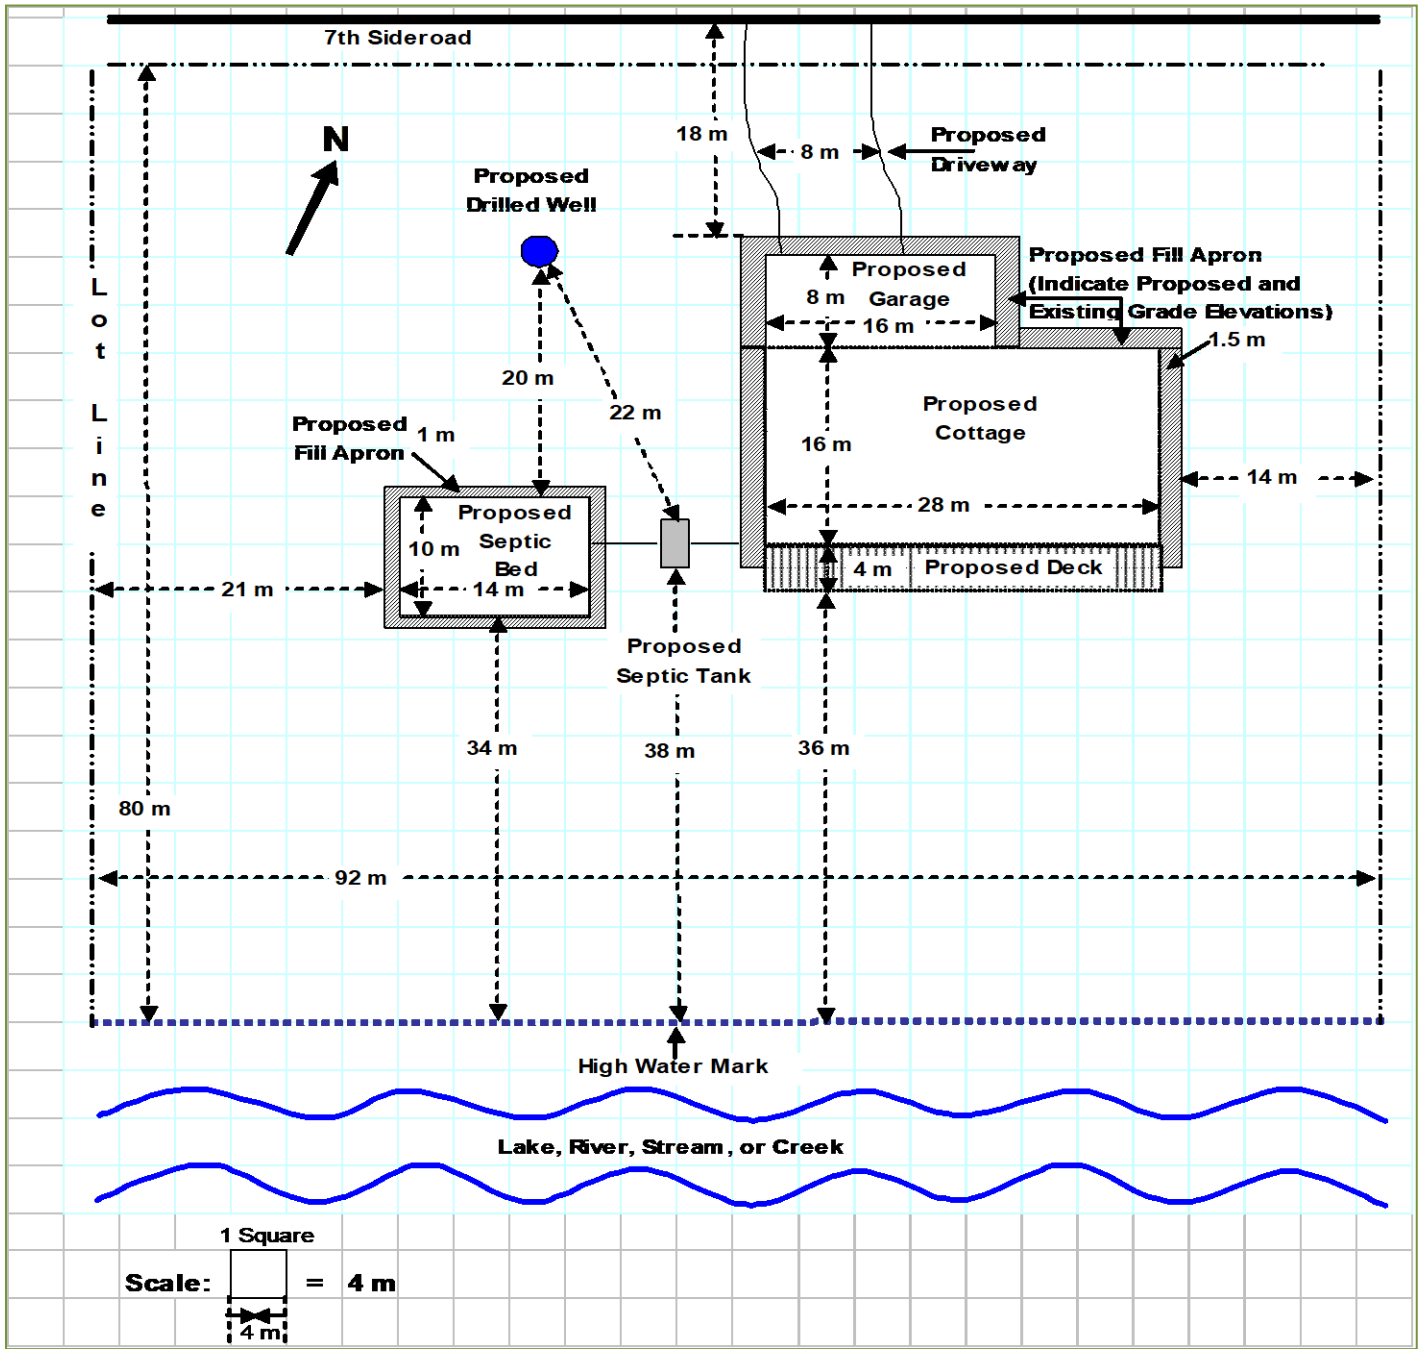 7th Sideroad
N
18 m
8 m
Proposed
Driveway
Proposed
Drilled Well
Proposed Fill Apron
(Indicate Proposed and
Existing Grade Elevations)
Proposed
Garage
8 m
16 m
1.5 m
Lot Line
20 m
22 m
Proposed
Cottage
16 m
28 m
14 m
Proposed
Fill Apron
1 m
Proposed
Septic
Bed
10 m
14 m
21 m
4 m
Proposed Deck
Proposed
Septic Tank
34 m
38 m
36 m
80 m
92 m
High Water Mark
Lake, River, Stream, or Creek
1 Square
Scale: = 4 m
4 m